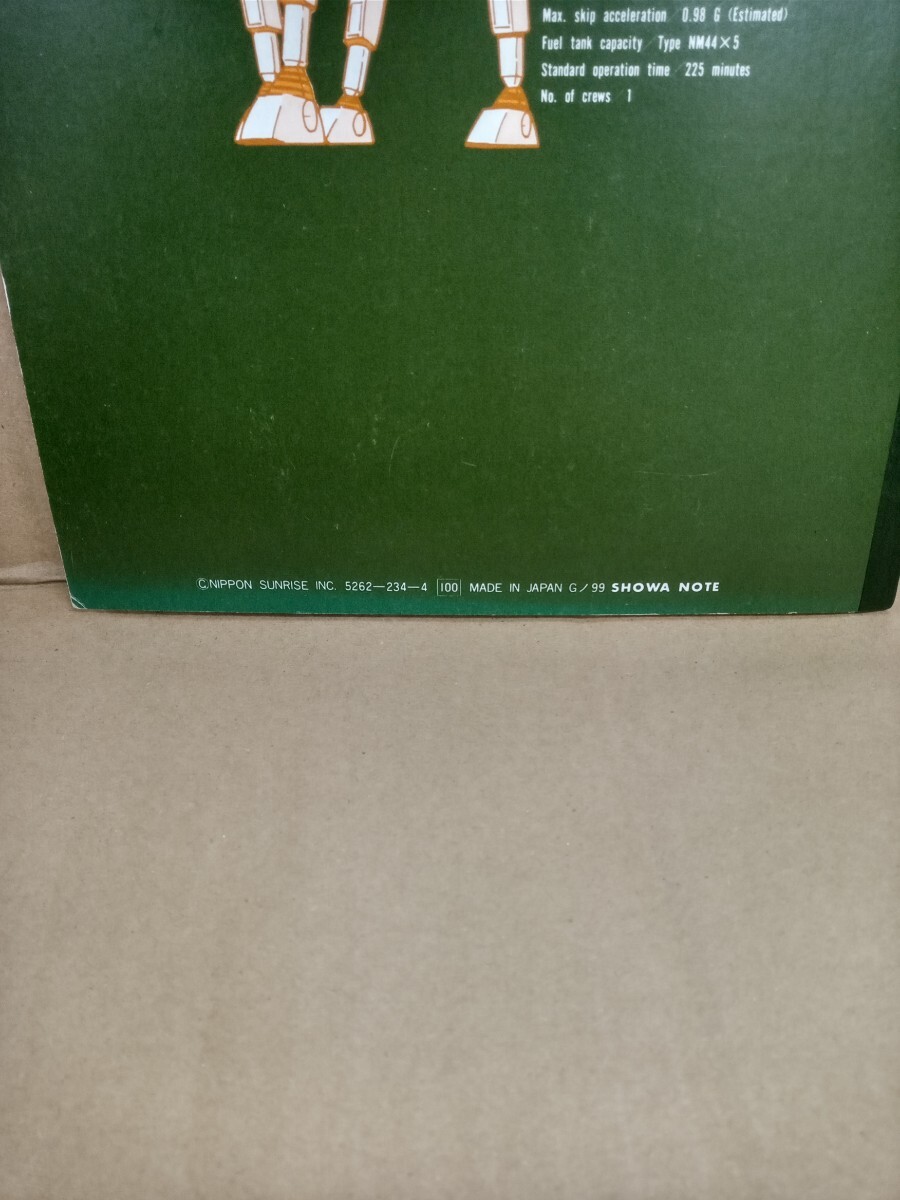 Max. skip acceleration 0.98 G (Estimated)
Fuel tank capacity Type NM44×5
Standard operation time 225 minutes
No. of crews 1
©NIPPON SUNRISE INC. 5262—234—4 100 MADE IN JAPAN G/99 SHOWA NOTE